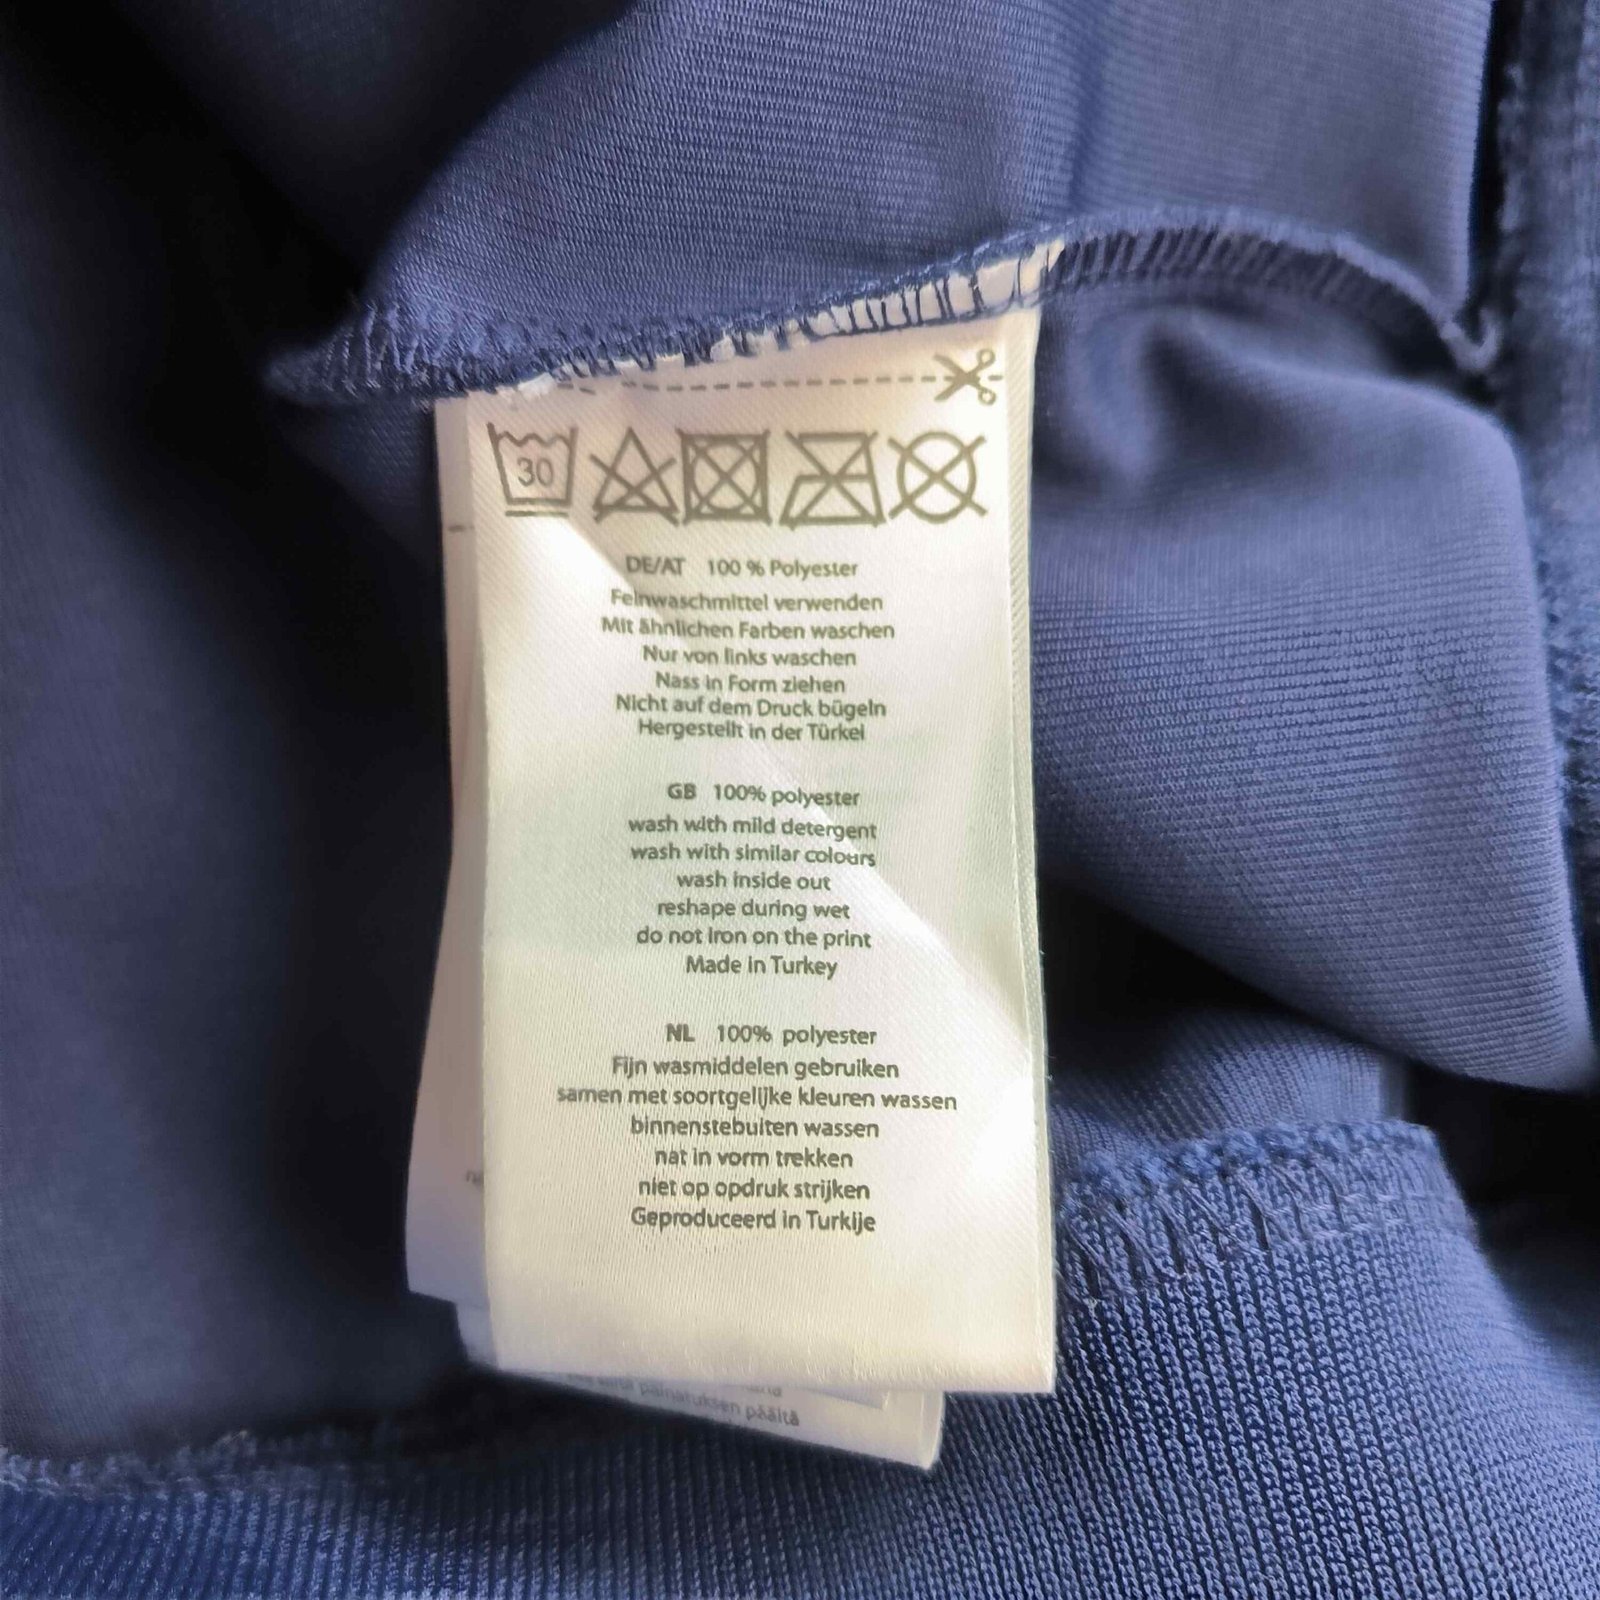 30
DE/AT 100 % Polyester
Feinwaschmittel verwenden
Mit ähnlichen Farben waschen
Nur von links waschen
Nass in Form ziehen
Nicht auf dem Druck bügeln
Hergestellt in der Türkei
GB 100% polyester
wash with mild detergent
wash with similar colours
wash inside out
reshape during wet
do not iron on the print
Made in Turkey
NL 100% polyester
Fijn wasmiddelen gebruiken
samen met soortgelijke kleuren wassen
binnenstebuiten wassen
nat in vorm trekken
niet op opdruk strijken
Geproduceerd in Turkije
painatuksen päältä